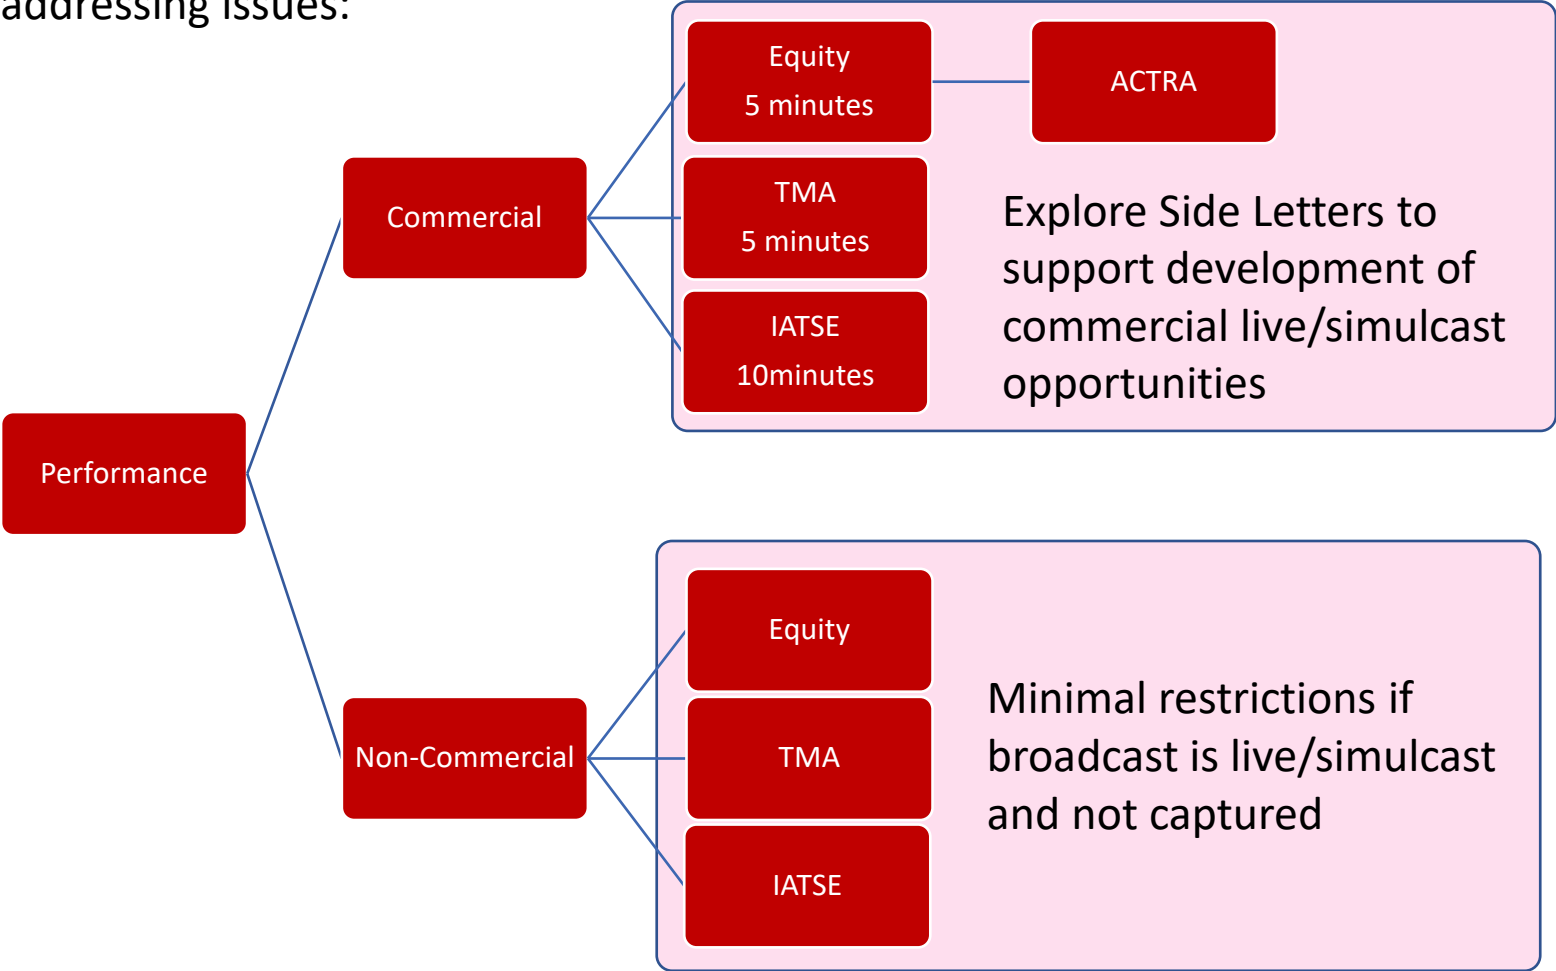 addressing issues:
Equity
5 minutes
ACTRA
TMA
5 minutes
IATSE
10minutes
Explore Side Letters to
support development of
commercial live/simulcast
opportunities
Commercial
Performance
Non-Commercial
Equity
TMA
IATSE
Minimal restrictions if
broadcast is live/simulcast
and not captured